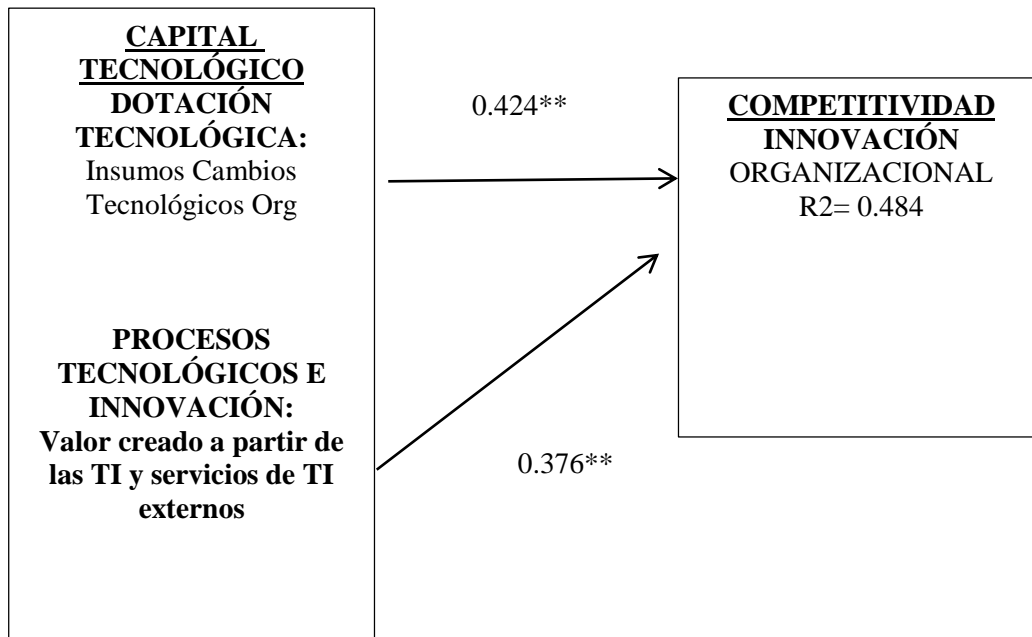 CAPITAL
TECNOLÓGICO
DOTACIÓN
TECNOLÓGICA:
Insumos Cambios
Tecnológicos Org
PROCESOS
TECNOLÓGICOS E
INNOVACIÓN:
Valor creado a partir de
las TI y servicios de TI
externos
0.424**
0.376**
COMPETITIVIDAD
INNOVACIÓN
ORGANIZACIONAL
R2= 0.484